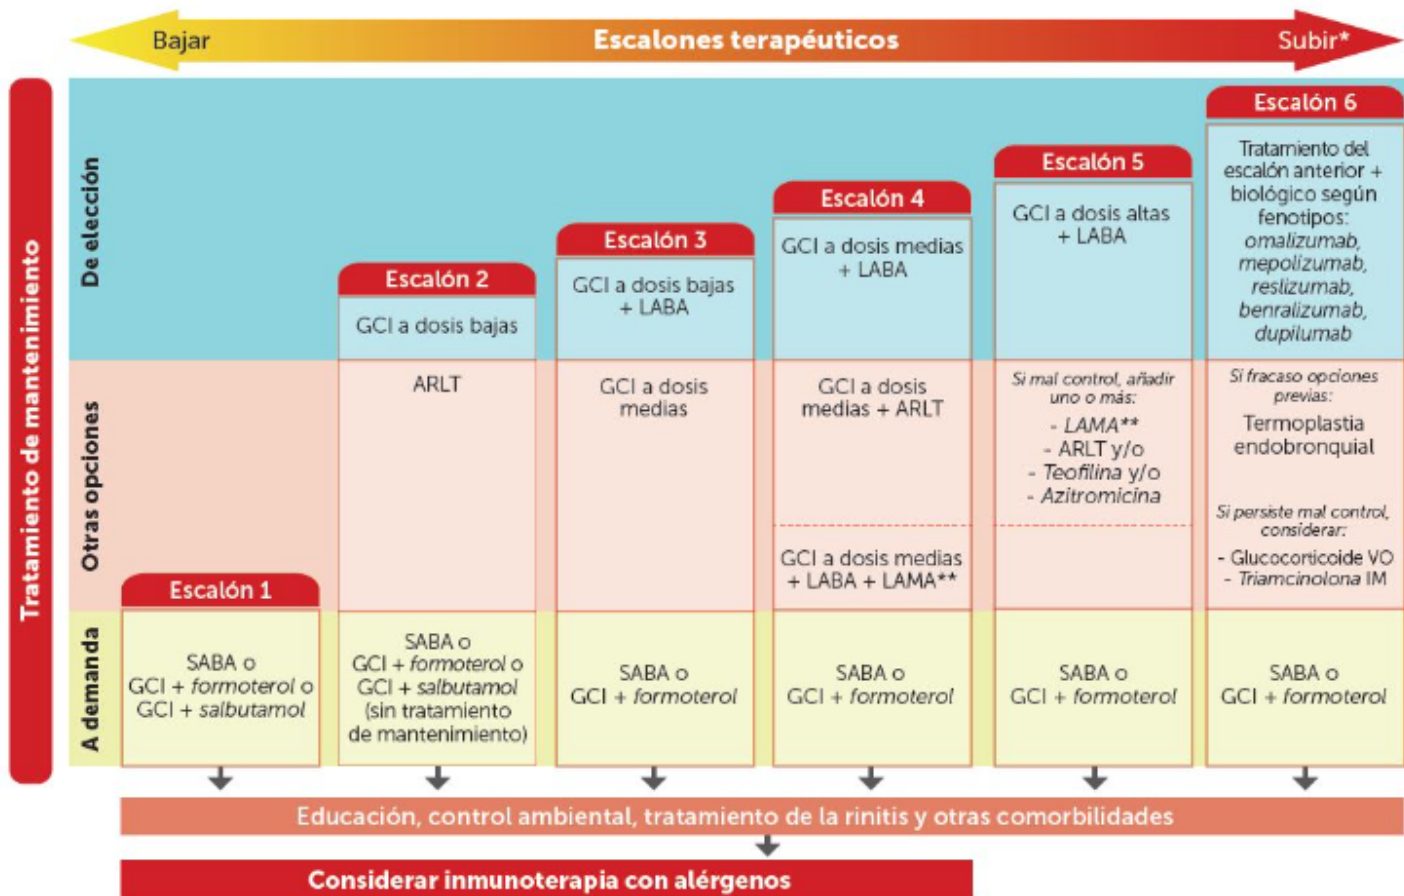 Bajar
Escalones terapéuticos
Subir*
Tratamiento de mantenimiento
De elección
Otras opciones
A demanda
Escalón 1
SABA o
GCI + formoterol o
GCI + salbutamol
Escalón 2
GCI a dosis bajas
ARLT
SABA o
GCI + formoterol o
GCI + salbutamol
(sin tratamiento
de mantenimiento)
Escalón 3
GCI a dosis bajas
+ LABA
GCI a dosis
medias
SABA o
GCI + formoterol
Escalón 4
GCI a dosis medias
+ LABA
GCI a dosis
medias + ARLT
GCI a dosis medias
+ LABA + LAMA**
SABA o
GCI + formoterol
Escalón 5
GCI a dosis altas
+ LABA
Si mal control, añadir
uno o más:
- LAMA**
- ARLT y/o
- Teofilina y/o
- Azitromicina
SABA o
GCI + formoterol
Escalón 6
Tratamiento del
escalón anterior +
biológico según
fenotipos:
omalizumab,
mepolizumab,
reslizumab,
benralizumab,
dupilumab
Si fracaso opciones
previas:
Termoplastia
endobronquial
Si persiste mal control,
considerar:
- Glucocorticoide VO
- Triamcinolona IM
SABA o
GCI + formoterol
Educación, control ambiental, tratamiento de la rinitis y otras comorbilidades
Considerar inmunoterapia con alérgenos